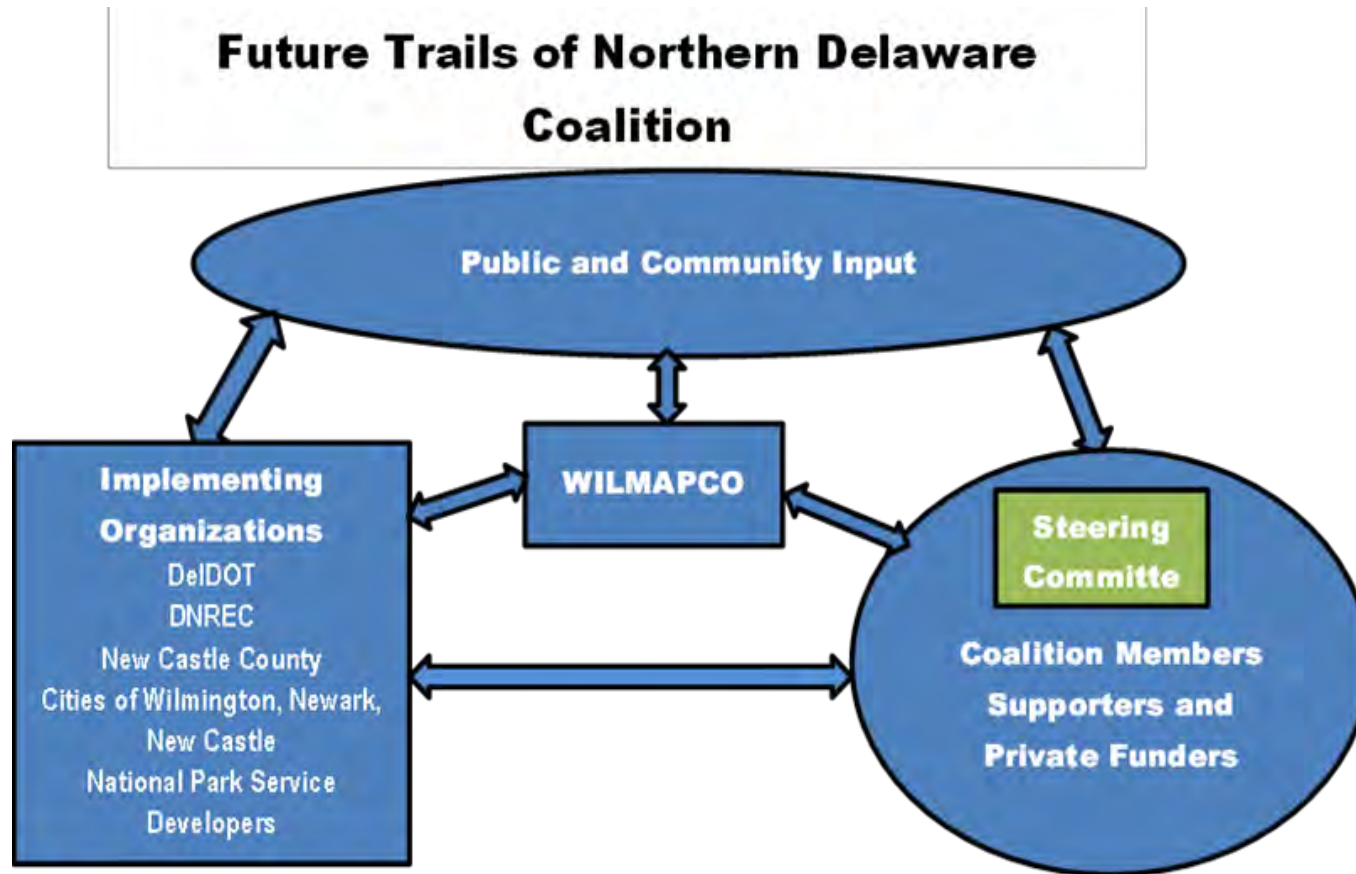 Future Trails of Northern Delaware
Coalition
Public and Community Input
Implementing
Organizations
DelDOT
DNREC
New Castle County
Cities of Wilmington, Newark,
New Castle
National Park Service
Developers
WILMAPCO
Steering
Committe
Coalition Members
Supporters and
Private Funders